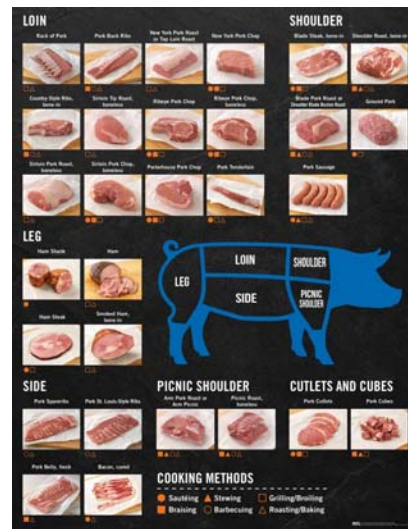 LOIN
Rack of Pork
Pork Back Ribs
New York Pork Roast
or Top Loin Roast
New York Pork Chop
Country Style Ribs,
bone-in
Sirloin Tip Roast,
boneless
Ribeye Pork Chop
Ribeye Pork Chop,
boneless
Sirloin Pork Roast,
boneless
Sirloin Pork Chop,
boneless
Porterhouse Pork Chop
Pork Tenderloin
SHOULDER
Blade Steak, bone-in
Shoulder Roast, bone-in
Blade Pork Roast or
Shoulder Blade Boston Roast
Ground Pork
Pork Sausage
LEG
Ham Shank
Ham
Ham Steak
Smoked Ham,
bone-in
LEG
LOIN
SHOULDER
SIDE
PICNIC
SHOULDER
SIDE
Pork Spareribs
Pork St. Louis-Style Ribs
Pork Belly, fresh
Bacon, cured
PICNIC SHOULDER
Arm Pork Roast or
Arm Picnic
Picnic Roast,
boneless
CUTLETS AND CUBES
Pork Cutlets
Pork Cubes
COOKING METHODS
Sautéing
Stewing
Grilling/Broiling
Braising
Barbecuing
Roasting/Baking